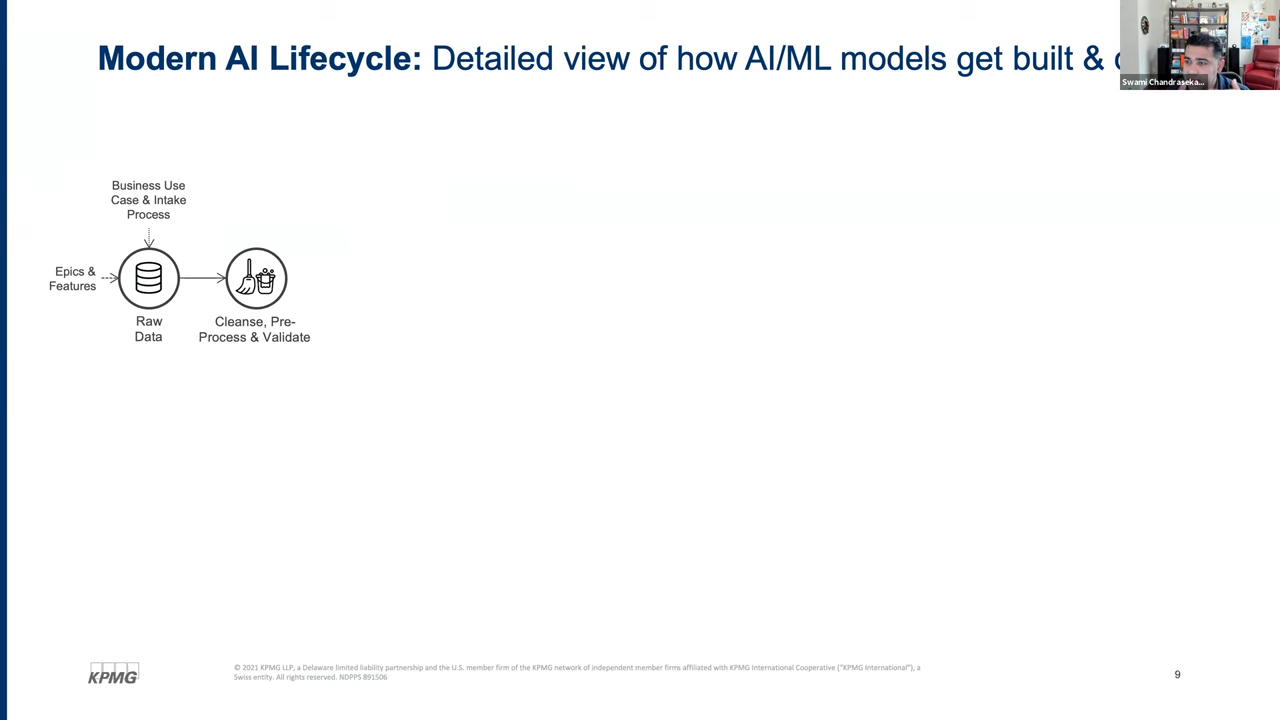 Modern AI Lifecycle: Detailed view of how AI/ML models get built &
Swami Chandraseka...
Business Use
Case & Intake
Process
Epics &
Features
Raw
Data
Cleanse, Pre-
Process & Validate
KPMG
© 2021 KPMG LLP, a Delaware limited liability partnership and the U.S. member firm of the KPMG network of independent member firms affiliated with KPMG International Cooperative ("KPMG International"), a
Swiss entity. All rights reserved. NDPPS 891506
9